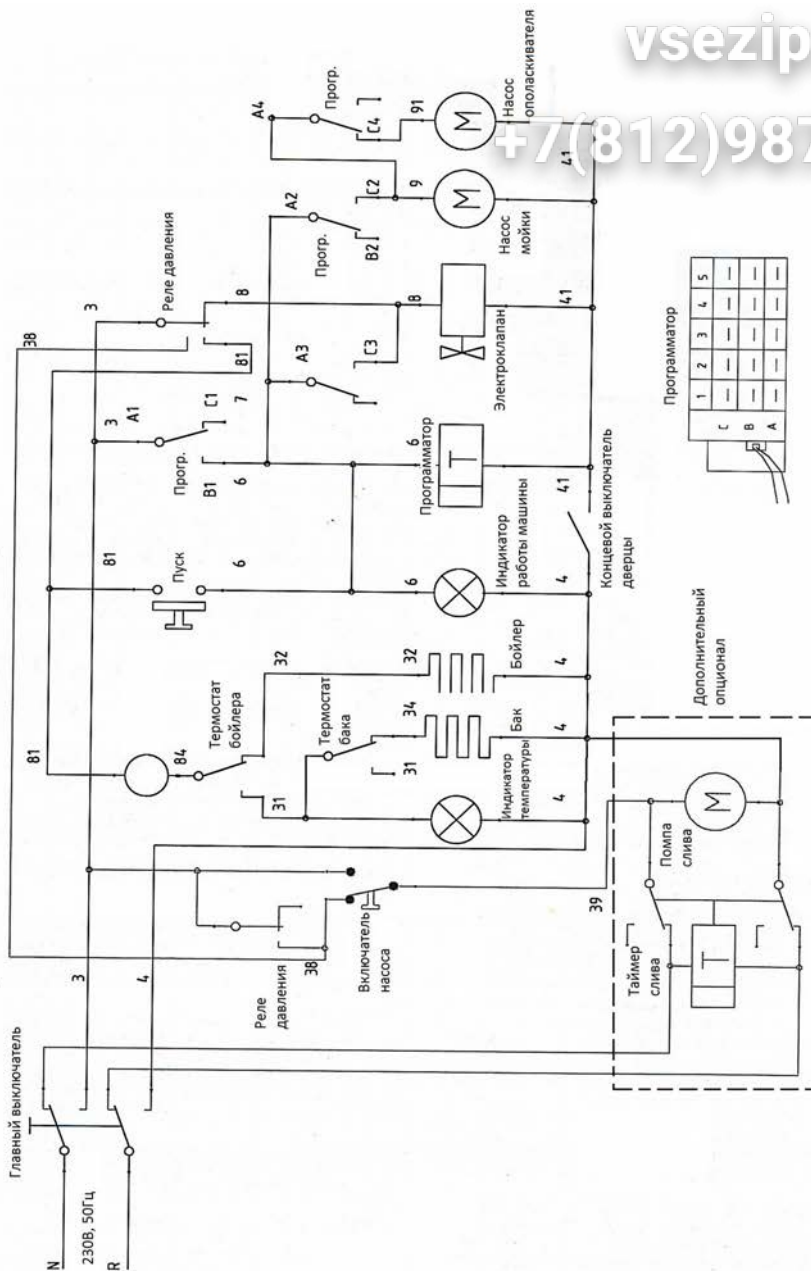 vsezip
+7(812)987
Главный выключатель
N
230В, 50Гц
R
3
4
38
3
81
Реле давления
38
Включатель насоса
84
Термостат бойлера
31
32
Термостат бака
31
34
32
Индикатор температуры
Бак
Бойлер
4
4
4
81
Пуск
6
6
Индикатор работы машины
4
3
A1
Прогр.
B1
C1
6
7
81
6
Программатор
41
Концевой выключатель дверцы
Реле давления
8
A3
C3
8
Электроклапан
41
A2
Прогр.
B2
C2
9
Насос мойки
A4
Прогр.
C4
91
Насос ополаскивателя
41
M
M
T
39
Дополнительный опционал
Таймер слива
T
Помпа слива
M
Программатор
1 2 3 4 5
C — — — — —
B — — — — —
A — — — — —